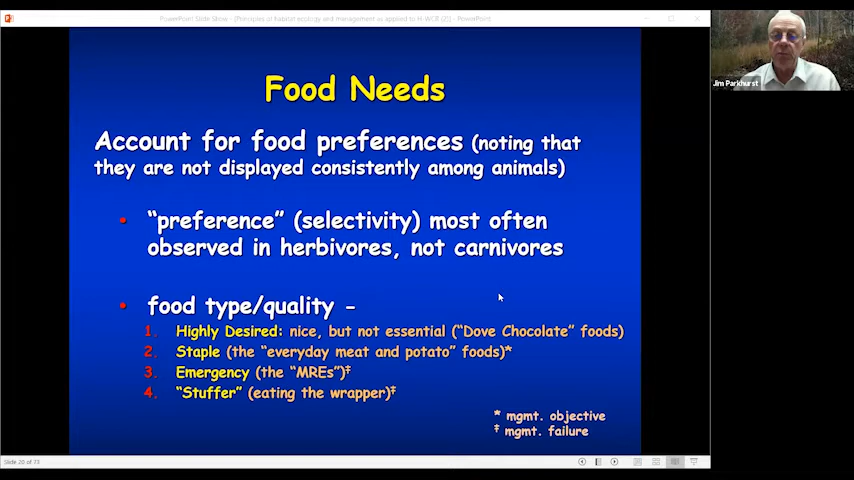 PowerPoint Slide Show - [Principles of habitat ecology and management as applied to H-WCB (2)] - PowerPoint
Jim Parkhurst
Food Needs
Account for food preferences (noting that
they are not displayed consistently among animals)
• "preference" (selectivity) most often
observed in herbivores, not carnivores
• food type/quality -
1. Highly Desired: nice, but not essential ("Dove Chocolate" foods)
2. Staple (the "everyday meat and potato" foods)*
3. Emergency (the "MREs")‡
4. "Stuffer" (eating the wrapper)‡
* mgmt. objective
‡ mgmt. failure
Slide 20 of 73